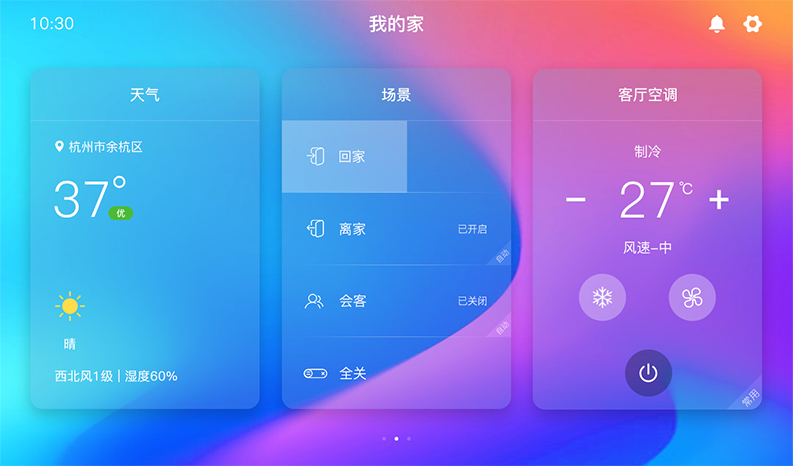 10:30
我的家
天气
杭州市余杭区
37°
优
晴
西北风1级 | 湿度60%
场景
回家
离家
已开启
自动
会客
已关闭
自动
全关
客厅空调
制冷
− 27℃ +
风速-中
常用